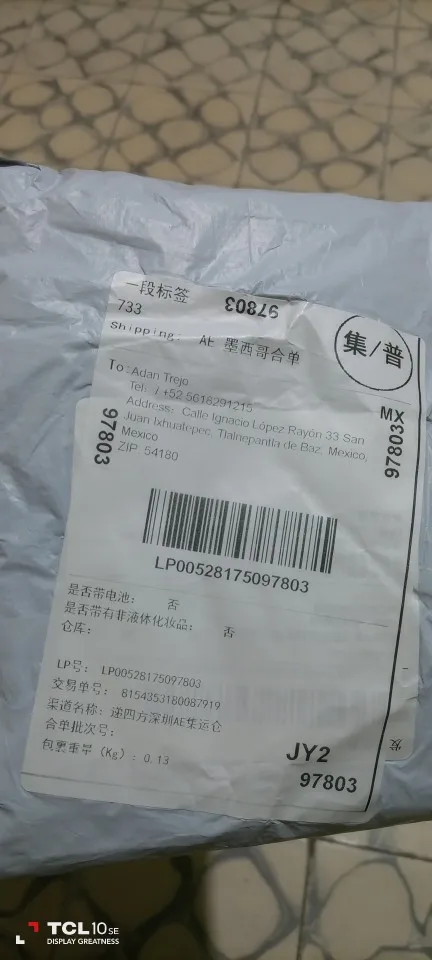 一段标签
97803
733
Shipping: AE 墨西哥合单
集/普
To: Adan Trejo
Tel: / +52 5618291215
Address: Calle Ignacio López Rayón 33 San
Juan Ixhuatepec, Tlalnepantla de Baz, Mexico,
Mexico
ZIP 54180
MX
97803
97803
LP00528175097803
是否带电池： 否
是否带有非液体化妆品： 否
仓库：
LP号： LP00528175097803
交易单号： 8154353180087919
渠道名称：递四方深圳AE集运仓
合单批次号：
包裹重量（Kg）：0.13
JY2
97803
发
TCL 10 SE
DISPLAY GREATNESS